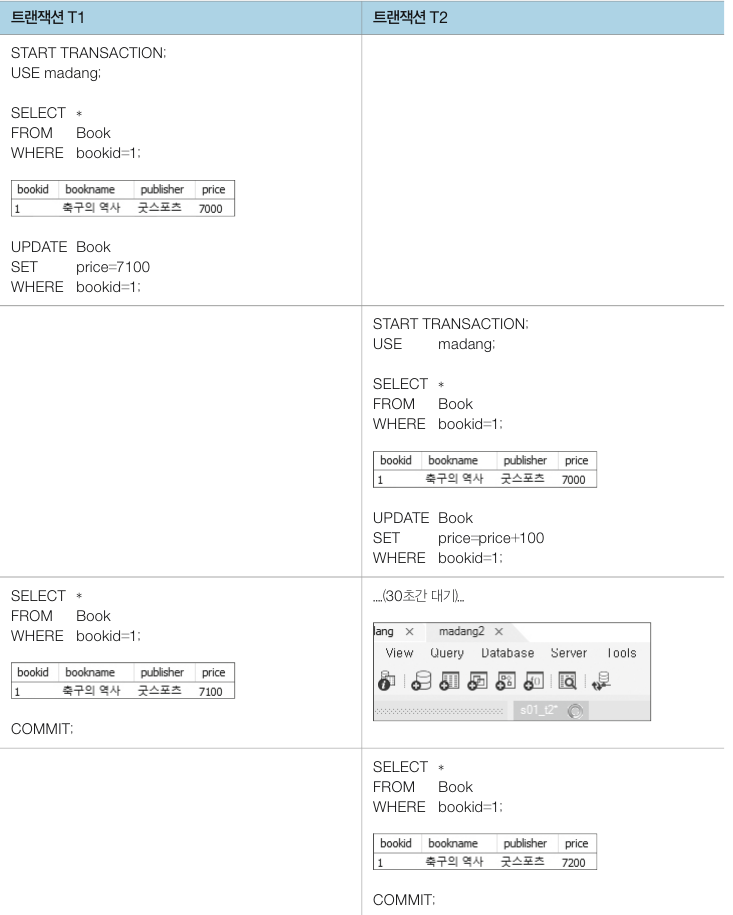 트랜잭션 T1
트랜잭션 T2
START TRANSACTION;
USE madang;
SELECT *
FROM Book
WHERE bookid=1;
bookid bookname publisher price
1 축구의 역사 굿스포츠 7000
UPDATE Book
SET price=7100
WHERE bookid=1;
START TRANSACTION;
USE madang;
SELECT *
FROM Book
WHERE bookid=1;
bookid bookname publisher price
1 축구의 역사 굿스포츠 7000
UPDATE Book
SET price=price+100
WHERE bookid=1;
SELECT *
FROM Book
WHERE bookid=1;
bookid bookname publisher price
1 축구의 역사 굿스포츠 7100
COMMIT;
....(30초간 대기)...
lang × madang2 ×
View Query Database Server Tools
s01_t2*
SELECT *
FROM Book
WHERE bookid=1;
bookid bookname publisher price
1 축구의 역사 굿스포츠 7200
COMMIT;